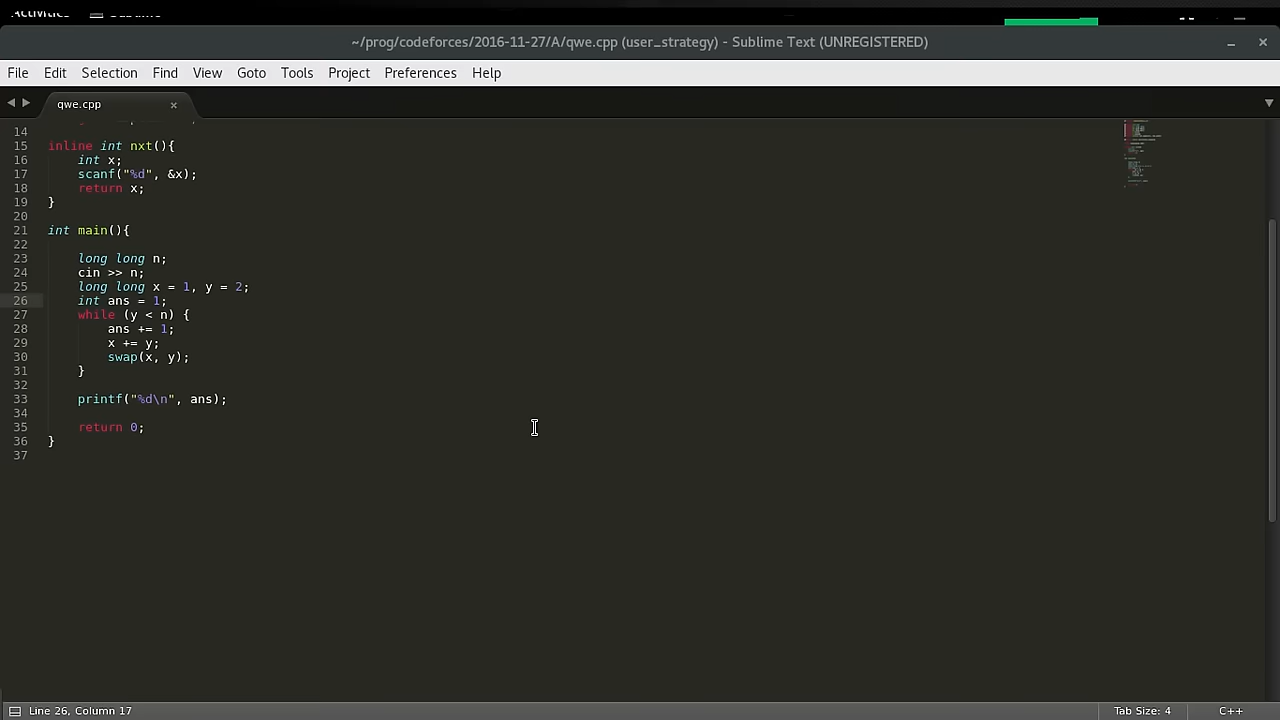 Activities Sublime
~/prog/codeforces/2016-11-27/A/qwe.cpp (user_strategy) - Sublime Text (UNREGISTERED)
File Edit Selection Find View Goto Tools Project Preferences Help
qwe.cpp
14
15 inline int nxt(){
16     int x;
17     scanf("%d", &x);
18     return x;
19 }
20
21 int main(){
22
23     long long n;
24     cin >> n;
25     long long x = 1, y = 2;
26     int ans = 1;
27     while (y < n) {
28         ans += 1;
29         x += y;
30         swap(x, y);
31     }
32
33     printf("%d\n", ans);
34
35     return 0;
36 }
37
Line 26, Column 17 Tab Size: 4 C++